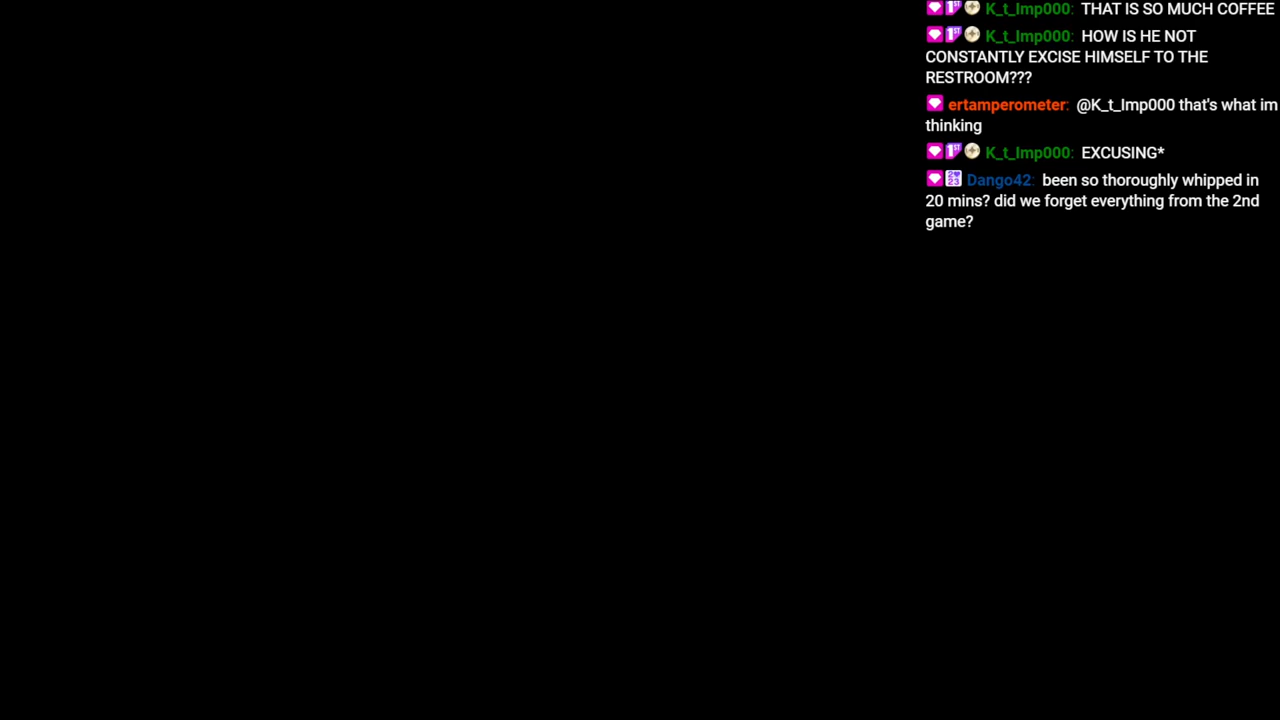 K_t_Imp000: THAT IS SO MUCH COFFEE
K_t_Imp000: HOW IS HE NOT
CONSTANTLY EXCISE HIMSELF TO THE
RESTROOM???
ertamperometer: @K_t_Imp000 that's what im
thinking
K_t_Imp000: EXCUSING*
Dango42: been so thoroughly whipped in
20 mins? did we forget everything from the 2nd
game?